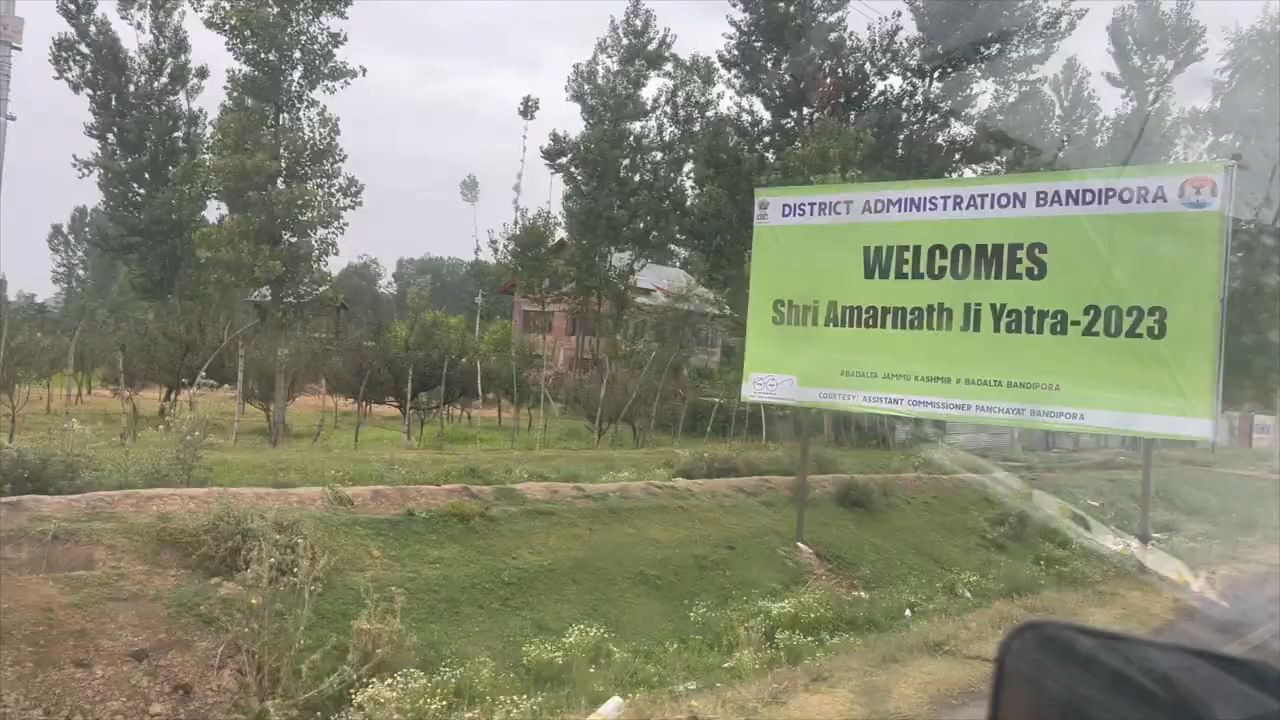 DISTRICT ADMINISTRATION BANDIPORA
WELCOMES
Shri Amarnath Ji Yatra-2023
#BADALTA JAMMU KASHMIR # BADALTA BANDIPORA
COURTESY: ASSISTANT COMMISSIONER PANCHAYAT BANDIPORA